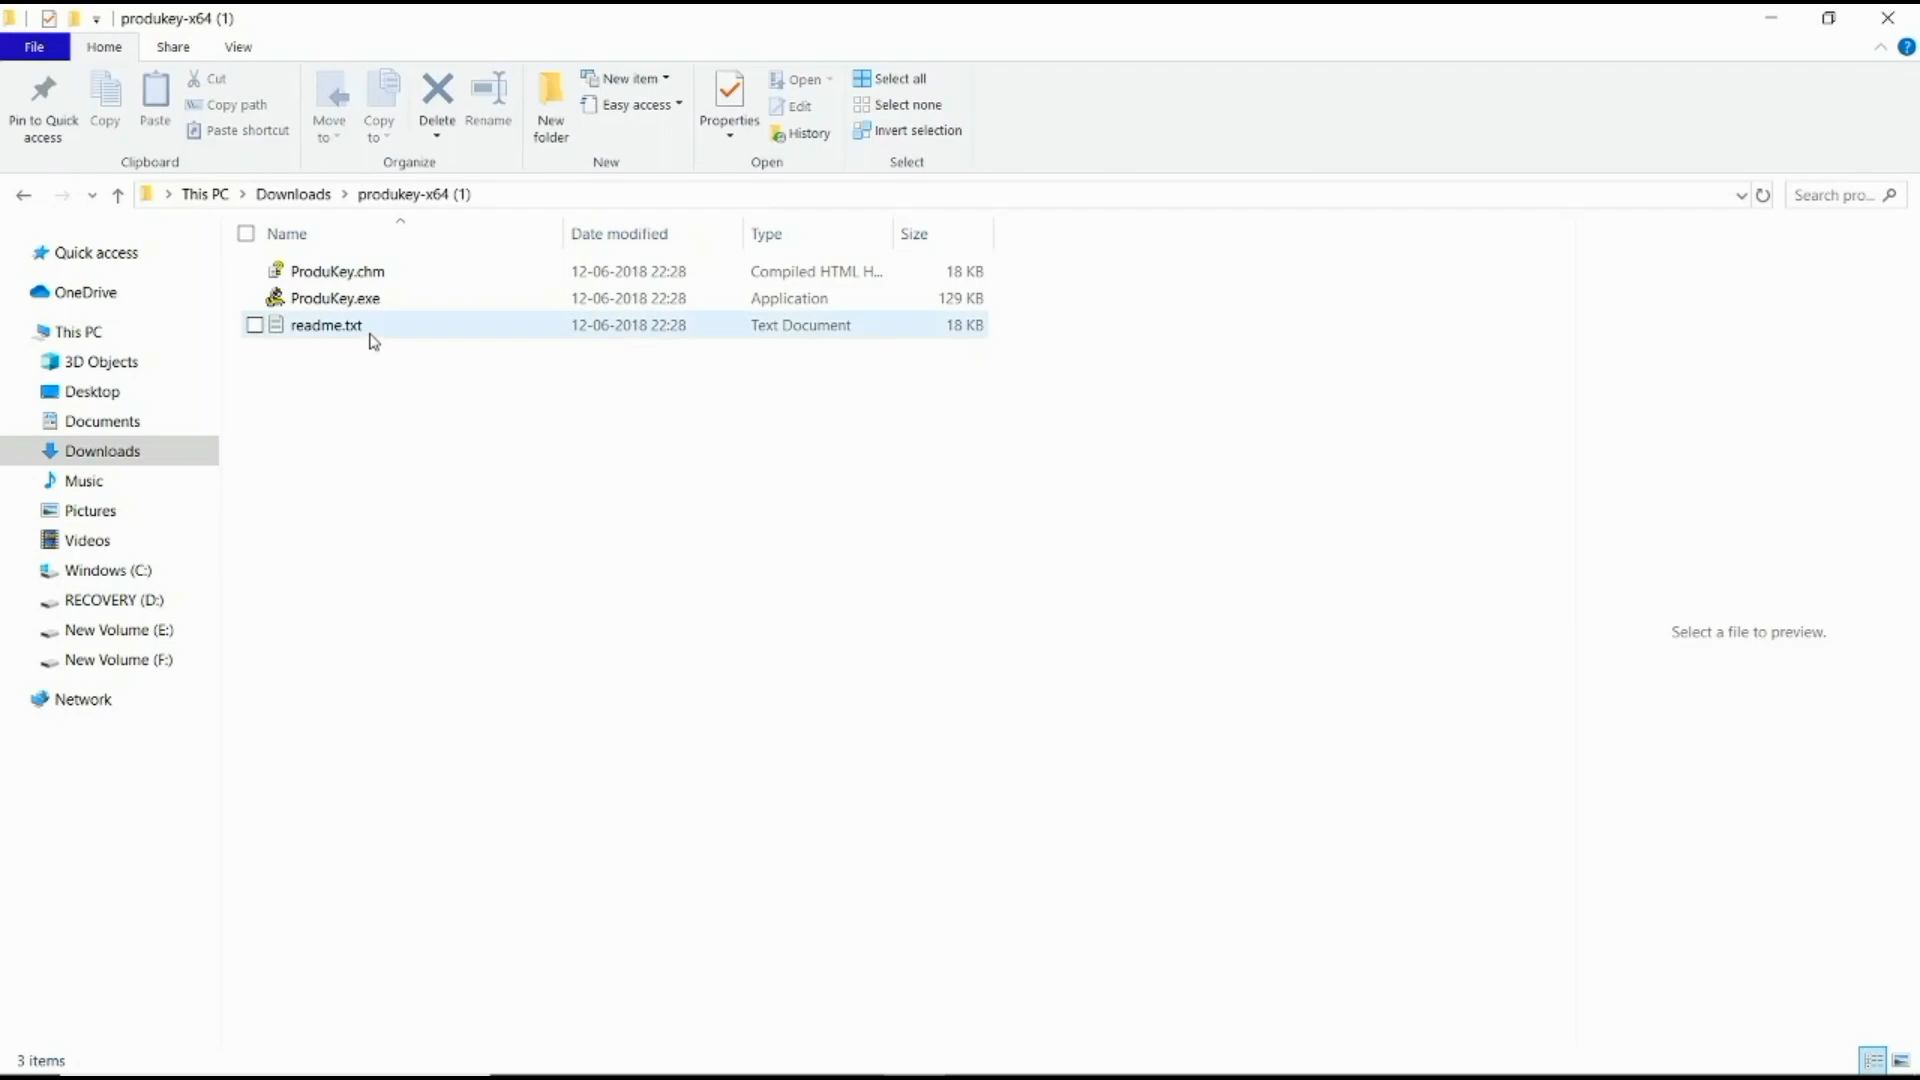 produkey-x64 (1)
File Home Share View
Pin to Quick access
Copy
Paste
Cut
Copy path
Paste shortcut
Clipboard
Move to
Copy to
Delete
Rename
Organize
New folder
New item
Easy access
New
Properties
Open
Edit
History
Open
Select all
Select none
Invert selection
Select
This PC > Downloads > produkey-x64 (1)
Search pro...
Name Date modified Type Size
ProduKey.chm 12-06-2018 22:28 Compiled HTML H... 18 KB
ProduKey.exe 12-06-2018 22:28 Application 129 KB
readme.txt 12-06-2018 22:28 Text Document 18 KB
Quick access
OneDrive
This PC
3D Objects
Desktop
Documents
Downloads
Music
Pictures
Videos
Windows (C:)
RECOVERY (D:)
New Volume (E:)
New Volume (F:)
Network
Select a file to preview.
3 items